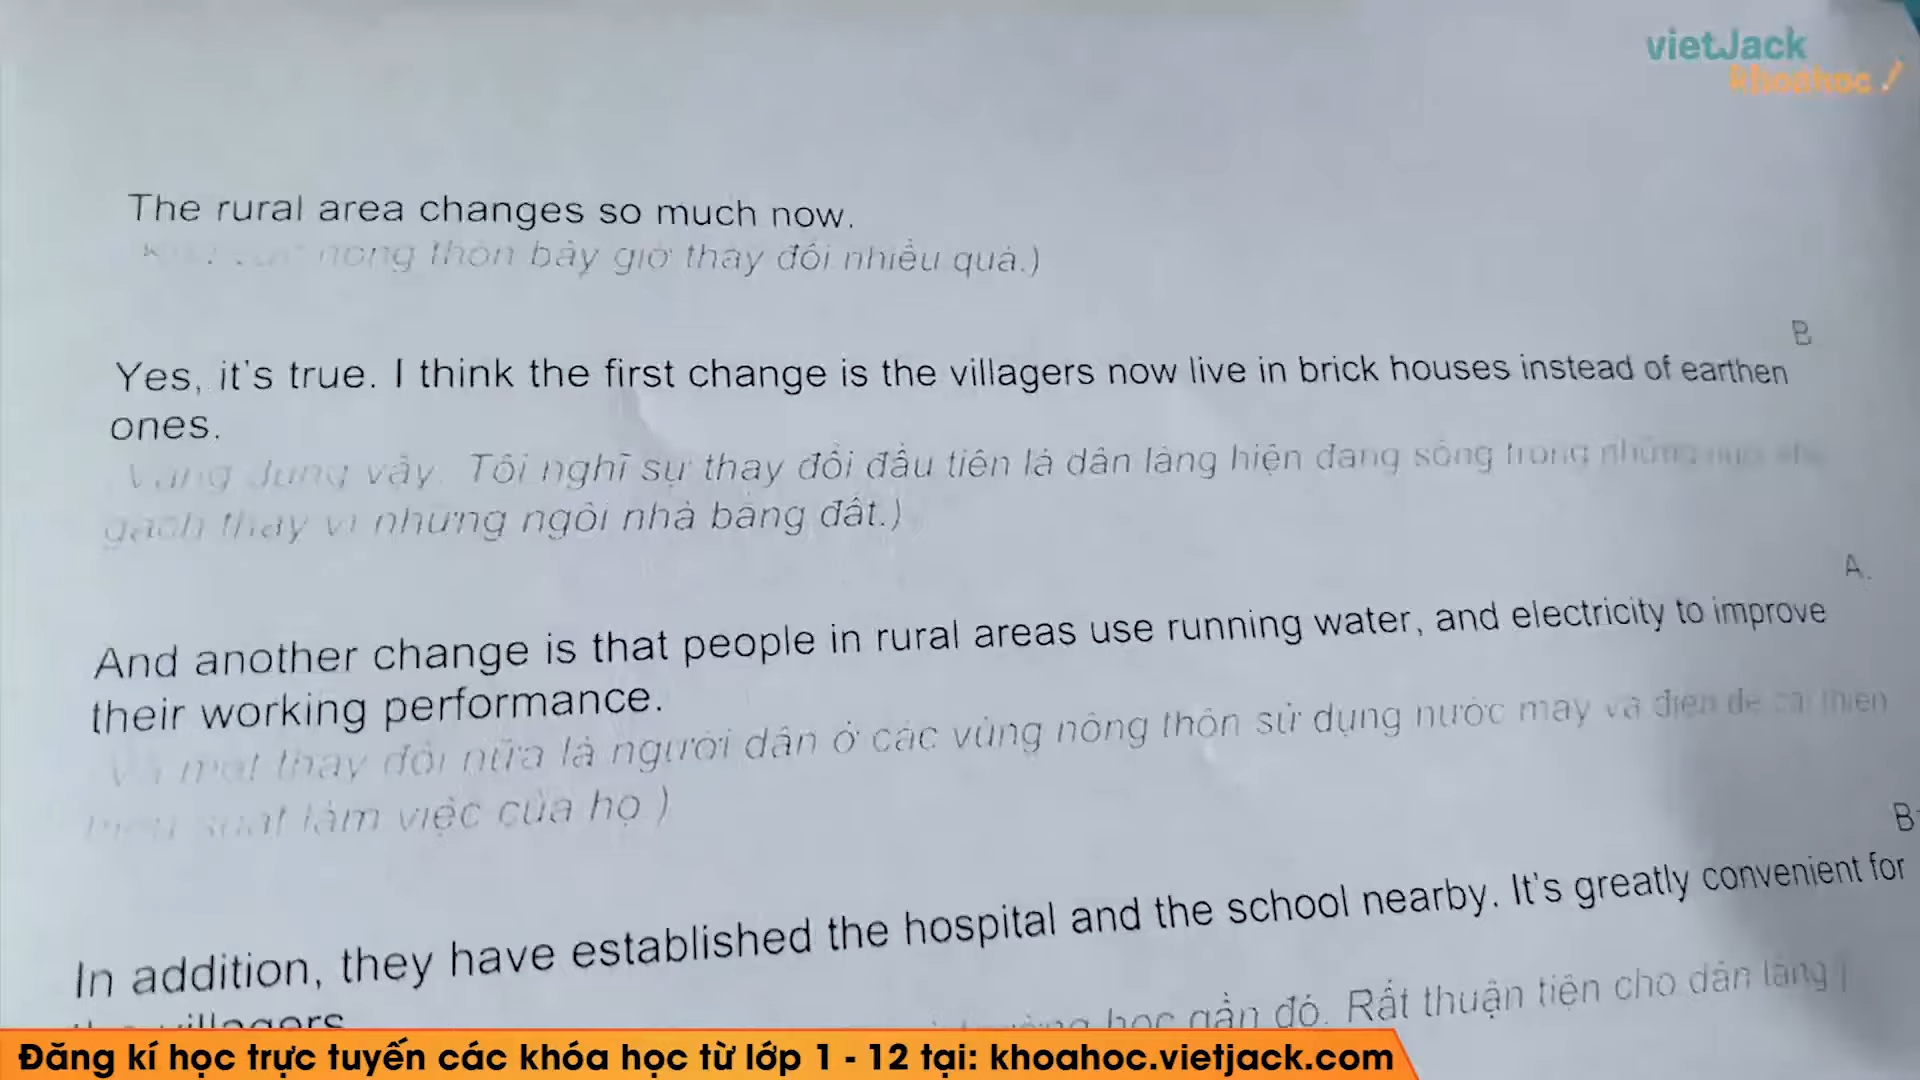 vietJack
khoahoc
The rural area changes so much now.
nông thôn bây giờ thay đổi nhiều quá.)
B
Yes, it's true. I think the first change is the villagers now live in brick houses instead of earthen
ones.
đúng vậy. Tôi nghĩ sự thay đổi đầu tiên là dân làng hiện đang sống trong những
gạch thay vì những ngôi nhà bằng đất.)
A.
And another change is that people in rural areas use running water, and electricity to improve
their working performance.
Và một thay đổi nữa là người dân ở các vùng nông thôn sử dụng nước máy và điện để cải thiện
suất làm việc của họ )
B
In addition, they have established the hospital and the school nearby. It's greatly convenient for
villagers
học gần đó. Rất thuận tiện cho dân làng
Đăng kí học trực tuyến các khóa học từ lớp 1 - 12 tại: khoahoc.vietjack.com